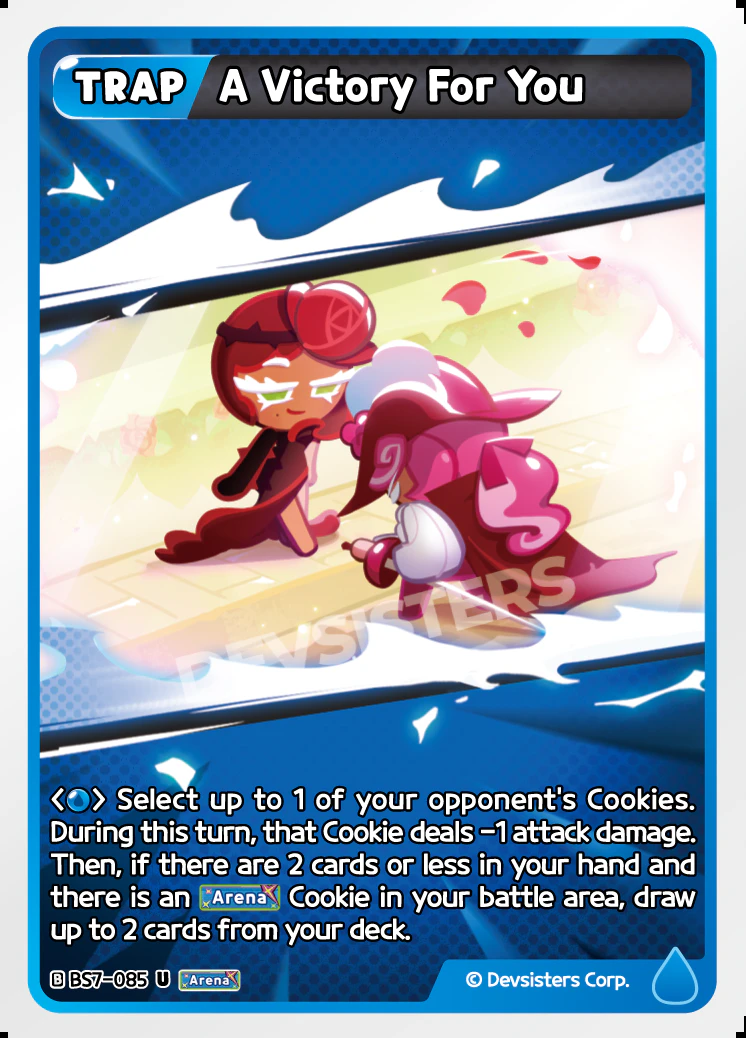 TRAP A Victory For You
DEVSISTERS
<💧> Select up to 1 of your opponent's Cookies.
During this turn, that Cookie deals -1 attack damage.
Then, if there are 2 cards or less in your hand and
there is an Arena Cookie in your battle area, draw
up to 2 cards from your deck.
B BS7-085 U Arena © Devsisters Corp.